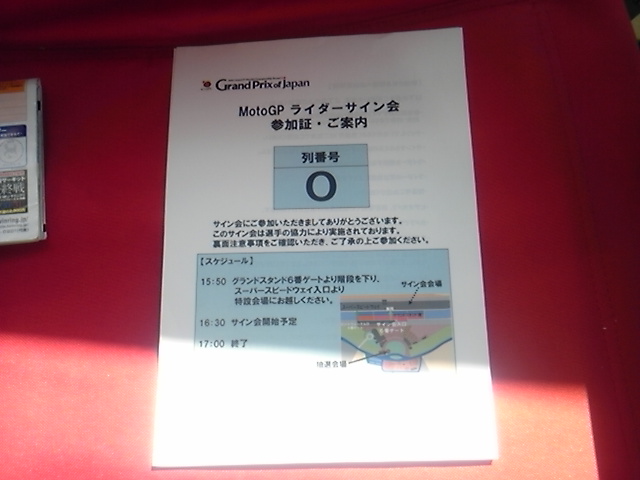 Grand Prix of Japan
MotoGP ライダーサイン会
参加証・ご案内
列番号
O
サイン会にご参加いただきましてありがとうございます。
このサイン会は選手の協力により実施されております。
裏面注意事項をご確認いただき、ご了承の上ご参加ください。
【スケジュール】
15:50 グランドスタンド6番ゲートより階段を下り、
スーパースピードウェイ入口より
特設会場にお越しください。
16:30 サイン会開始予定
17:00 終了
サイン会会場